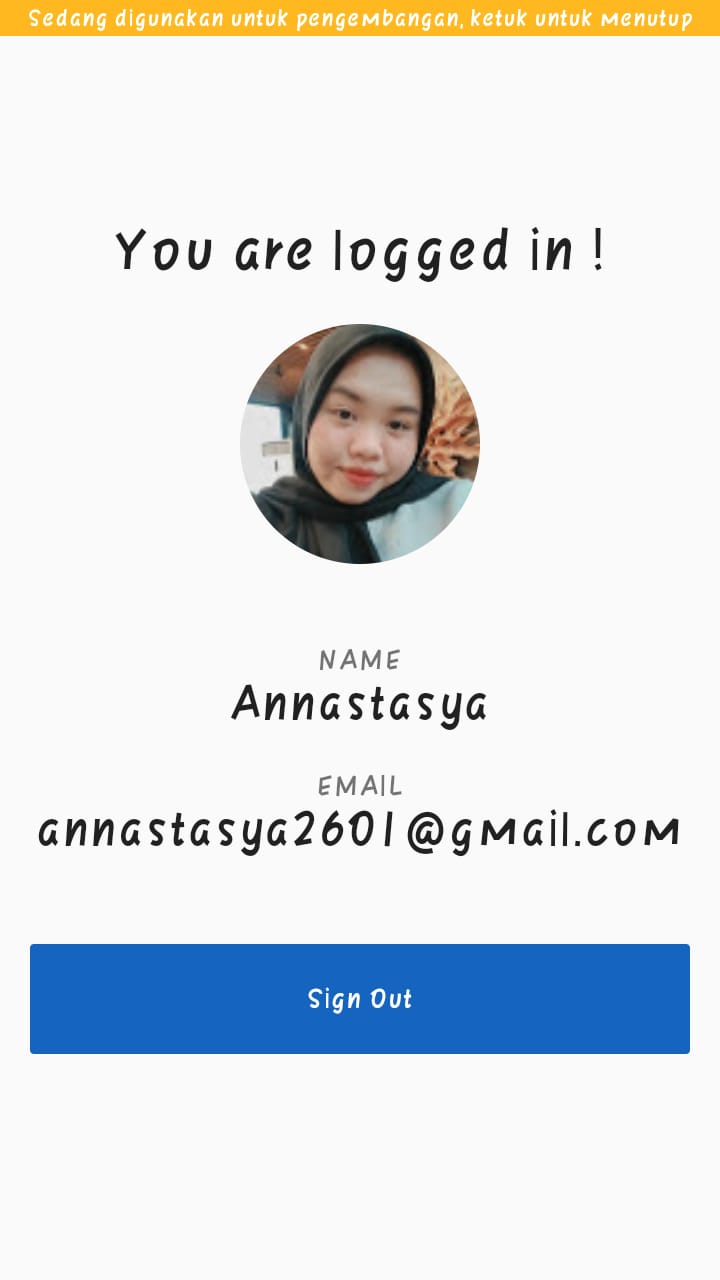 Sedang digunakan untuk pengembangan, ketuk untuk menutup
You are logged in !
NAME
Annastasya
EMAIL
annastasya2601@gmail.com
Sign Out